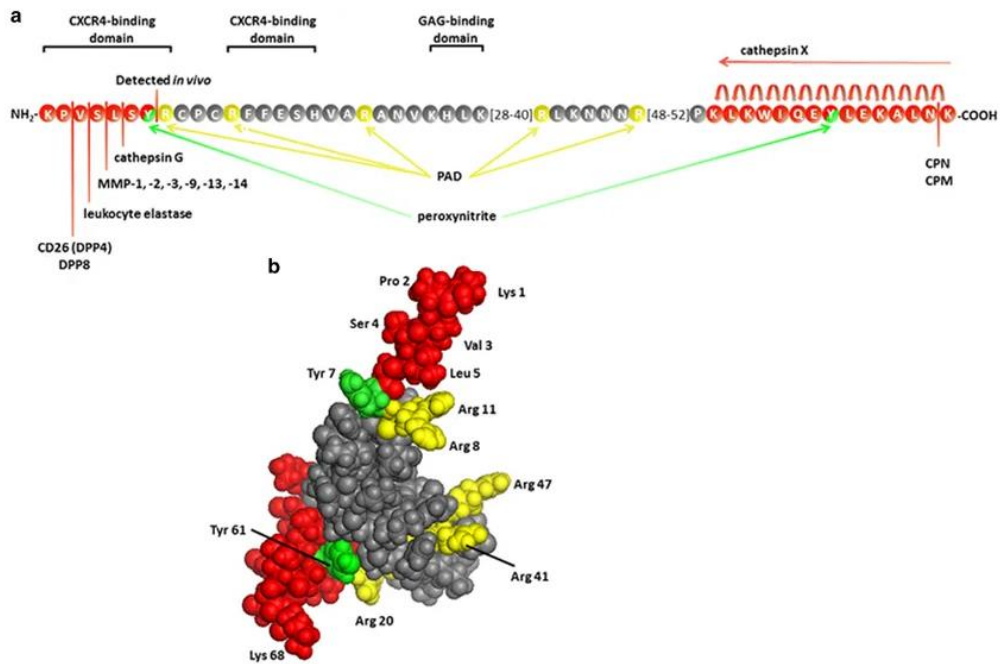 a
CXCR4-binding
domain
CXCR4-binding
domain
GAG-binding
domain
cathepsin X
Detected in vivo
NH₂- K P V S L S Y R C P C R F F E S H V A R A N V K H L K [28-40] R L K N N N R [48-52] P K L K W I Q E Y L E K A L N K -COOH
cathepsin G
MMP-1, -2, -3, -9, -13, -14
leukocyte elastase
CD26 (DPP4)
DPP8
PAD
peroxynitrite
CPN
CPM
b
Pro 2
Lys 1
Ser 4
Val 3
Tyr 7
Leu 5
Arg 11
Arg 8
Arg 47
Tyr 61
Arg 41
Arg 20
Lys 68